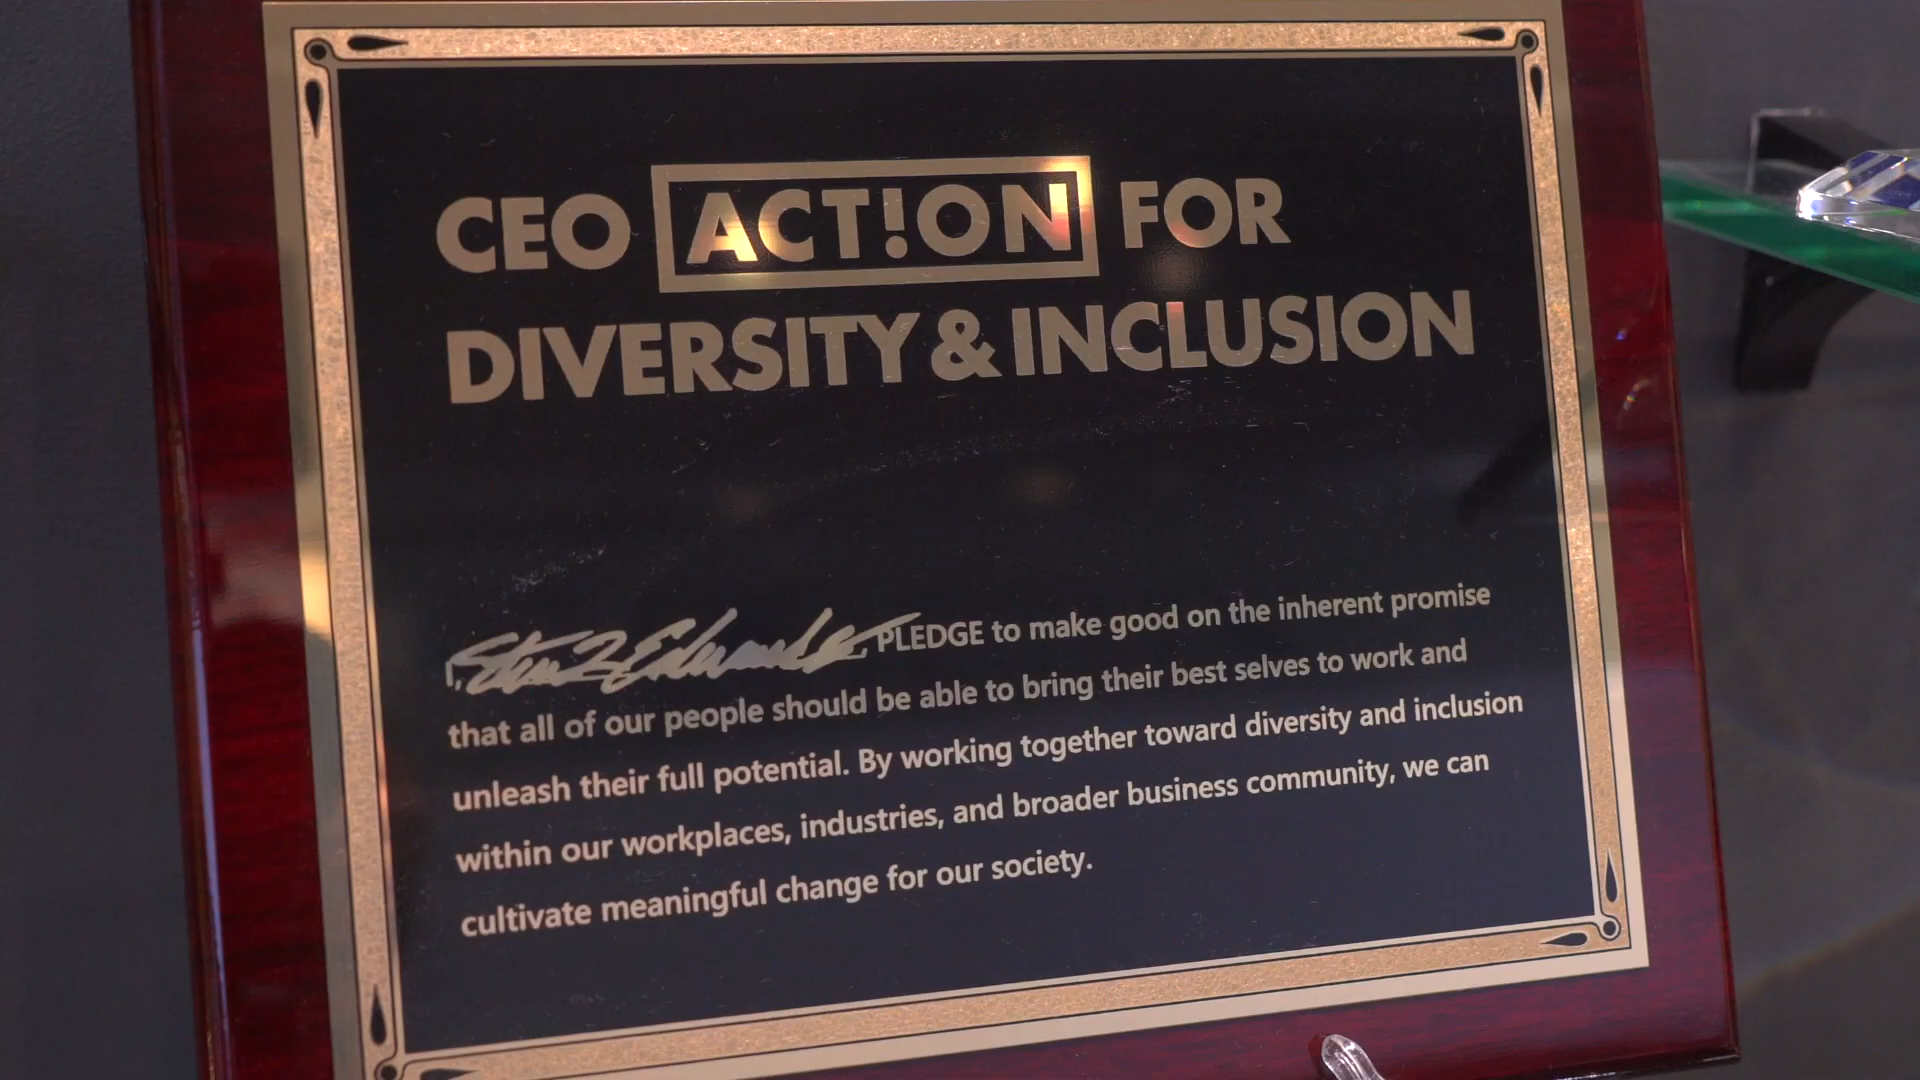 CEO ACT!ON FOR
DIVERSITY & INCLUSION
I, Steve Edwards, PLEDGE to make good on the inherent promise
that all of our people should be able to bring their best selves to work and
unleash their full potential. By working together toward diversity and inclusion
within our workplaces, industries, and broader business community, we can
cultivate meaningful change for our society.